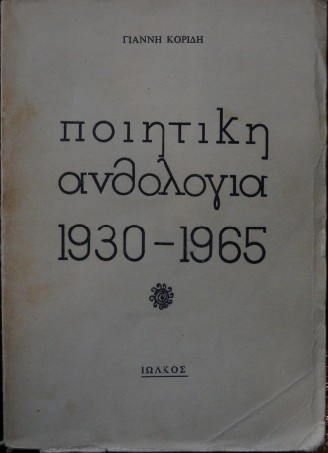 ΓΙΑΝΝΗ ΚΟΡΙΔΗ
ποιητικη
ανθολογια
1930-1965
ΙΩΛΚΟΣ